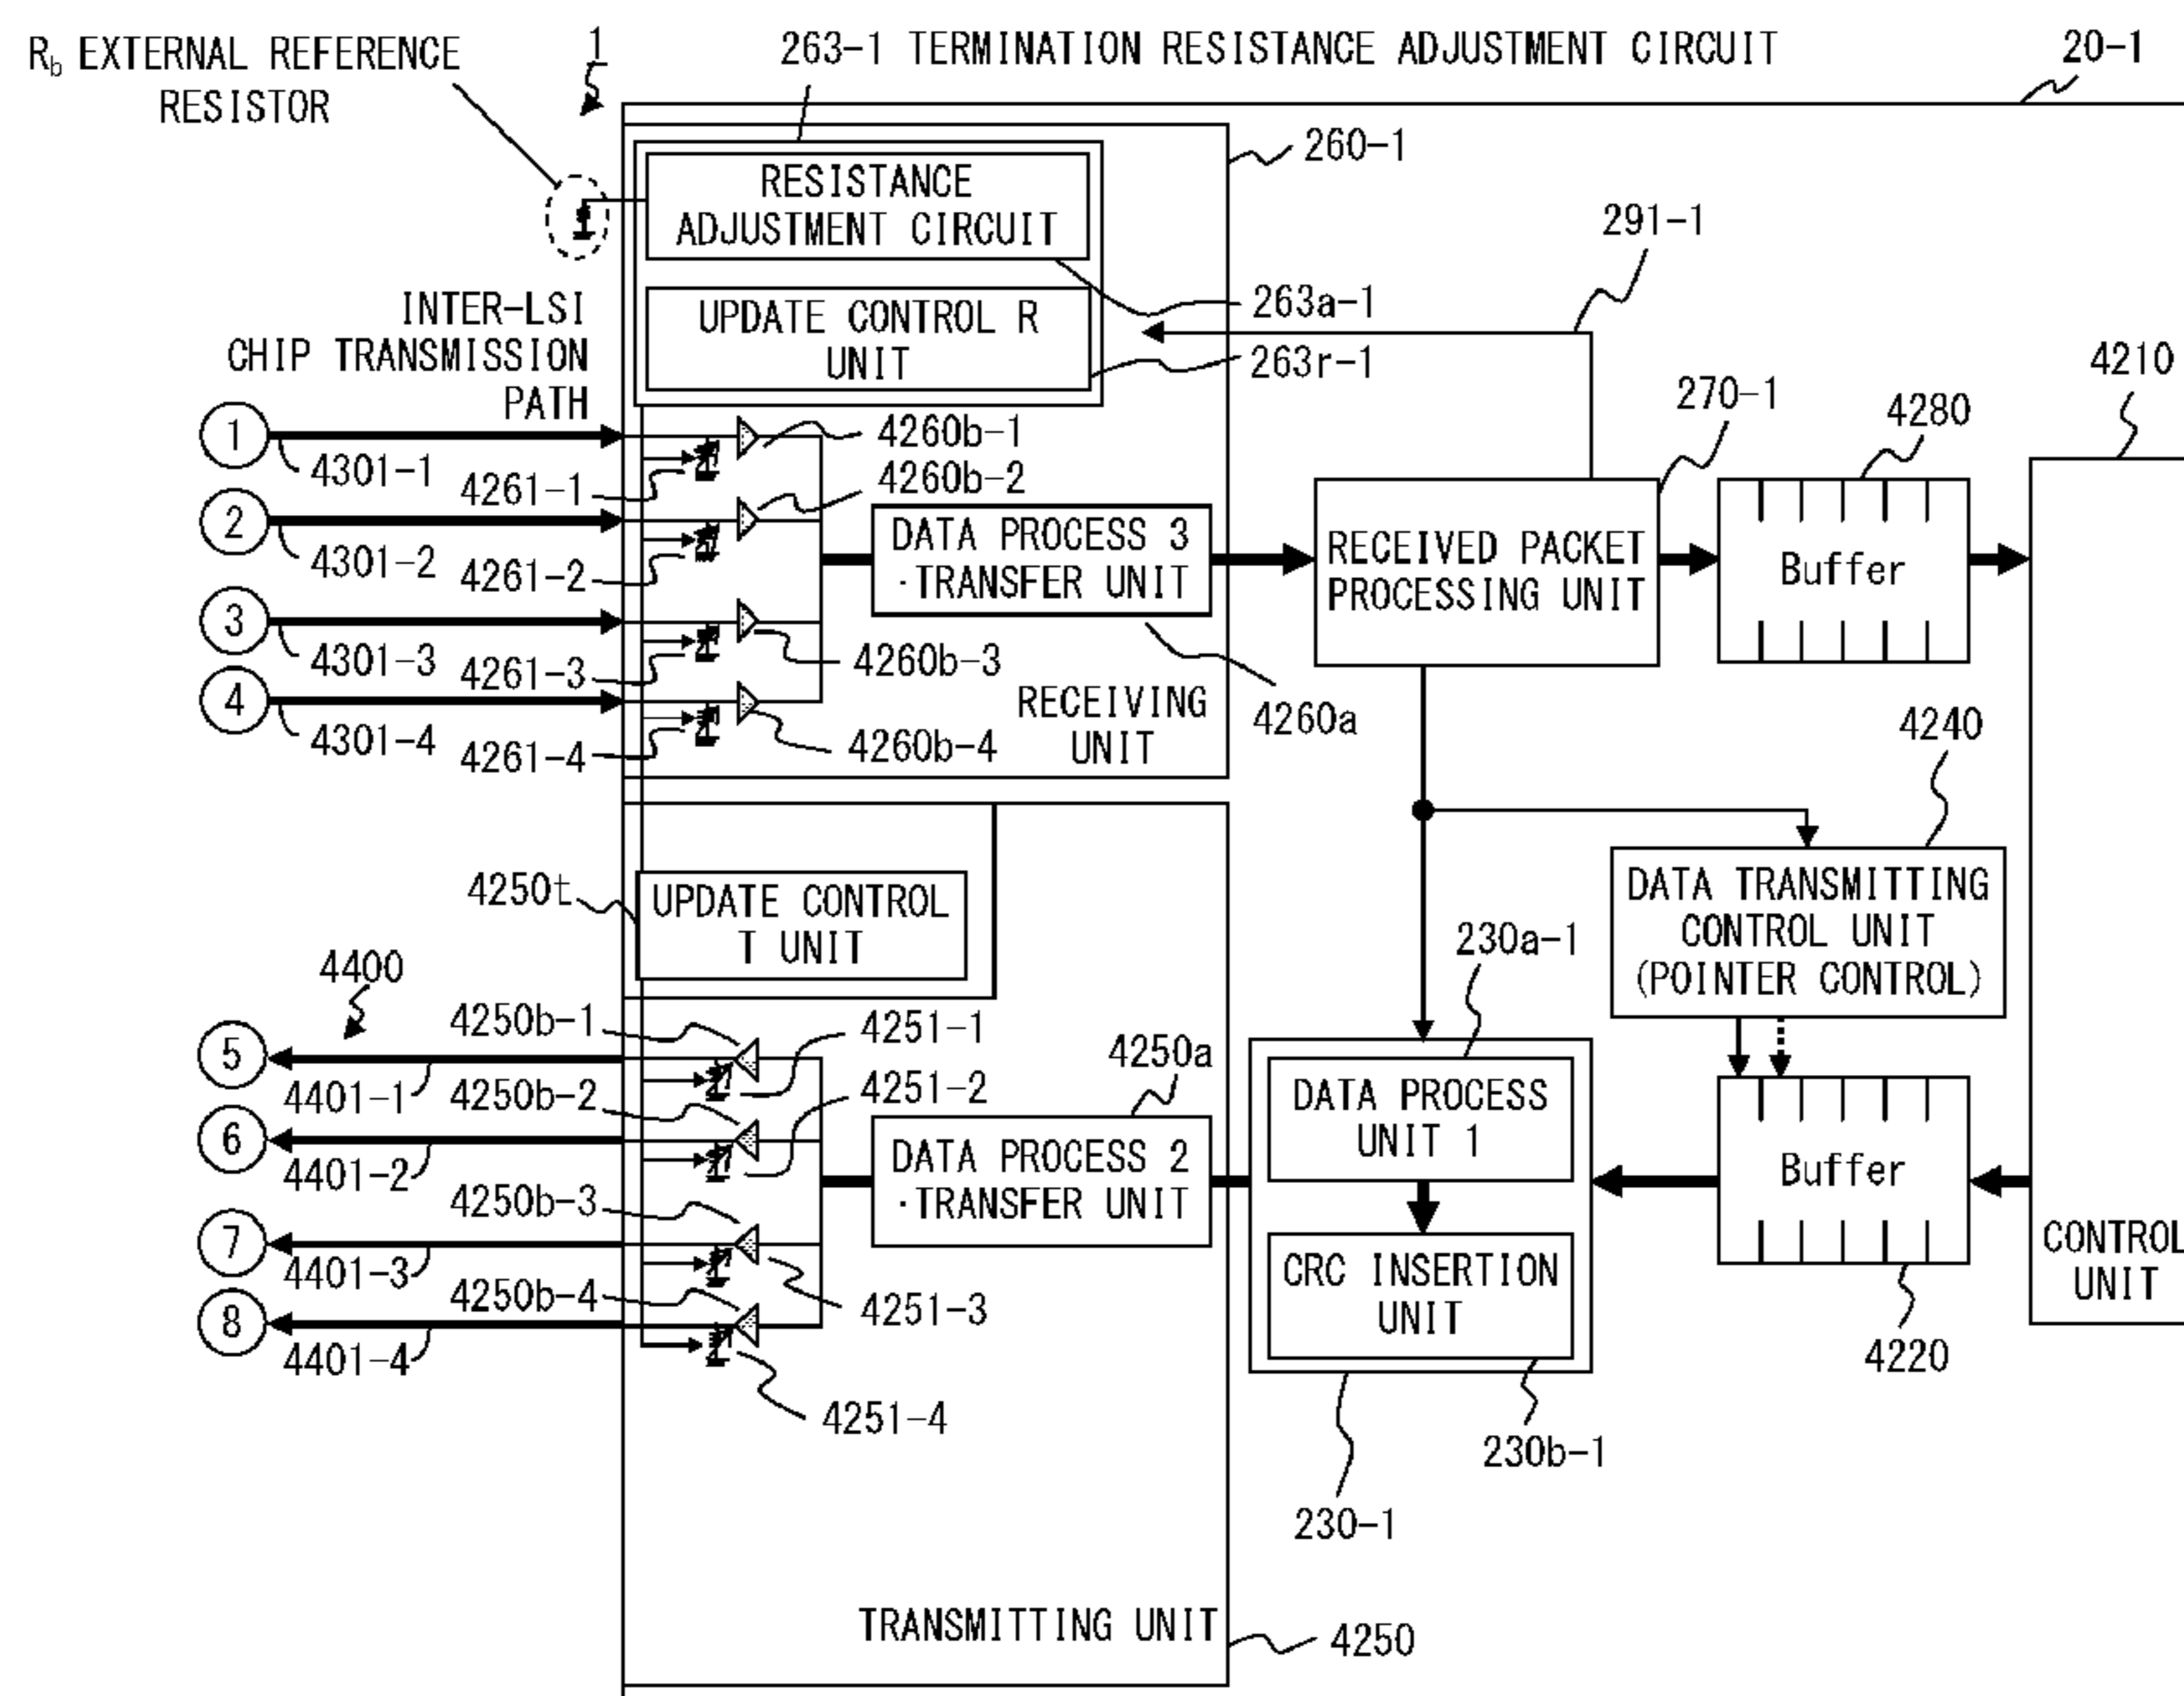 Rb EXTERNAL REFERENCE
RESISTOR
1
263-1 TERMINATION RESISTANCE ADJUSTMENT CIRCUIT
20-1
260-1
RESISTANCE
ADJUSTMENT CIRCUIT
291-1
263a-1
UPDATE CONTROL R
UNIT
263r-1
INTER-LSI
CHIP TRANSMISSION
PATH
4210
270-1
4280
1
4301-1
4261-1
4260b-1
4260b-2
2
4301-2
4261-2
DATA PROCESS 3
·TRANSFER UNIT
RECEIVED PACKET
PROCESSING UNIT
Buffer
3
4301-3
4261-3
4260b-3
4
4301-4
4261-4
4260b-4
RECEIVING
UNIT
4260a
4240
4250t
UPDATE CONTROL
T UNIT
DATA TRANSMITTING
CONTROL UNIT
(POINTER CONTROL)
230a-1
4400
5
4401-1
4250b-1
4251-1
4250a
6
4401-2
4250b-2
4251-2
DATA PROCESS 2
·TRANSFER UNIT
DATA PROCESS
UNIT 1
Buffer
7
4401-3
4250b-3
4251-3
CRC INSERTION
UNIT
CONTROL
UNIT
8
4401-4
4250b-4
4251-4
4220
230b-1
230-1
TRANSMITTING UNIT
4250